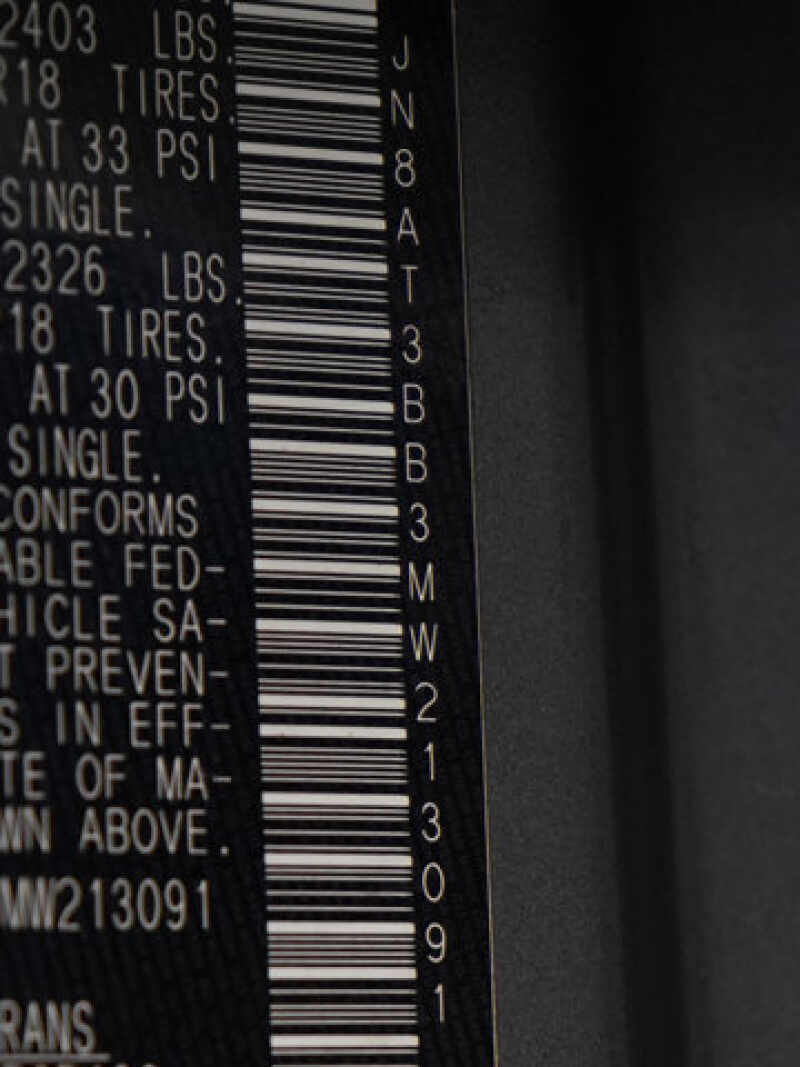 2403 LBS.
R18 TIRES.
AT 33 PSI
SINGLE.
2326 LBS.
18 TIRES.
AT 30 PSI
SINGLE.
CONFORMS
ABLE FED-
HICLE SA-
T PREVEN-
S IN EFF-
TE OF MA-
WN ABOVE.
MW213091
RANS
JN8AT3BB3MW213091